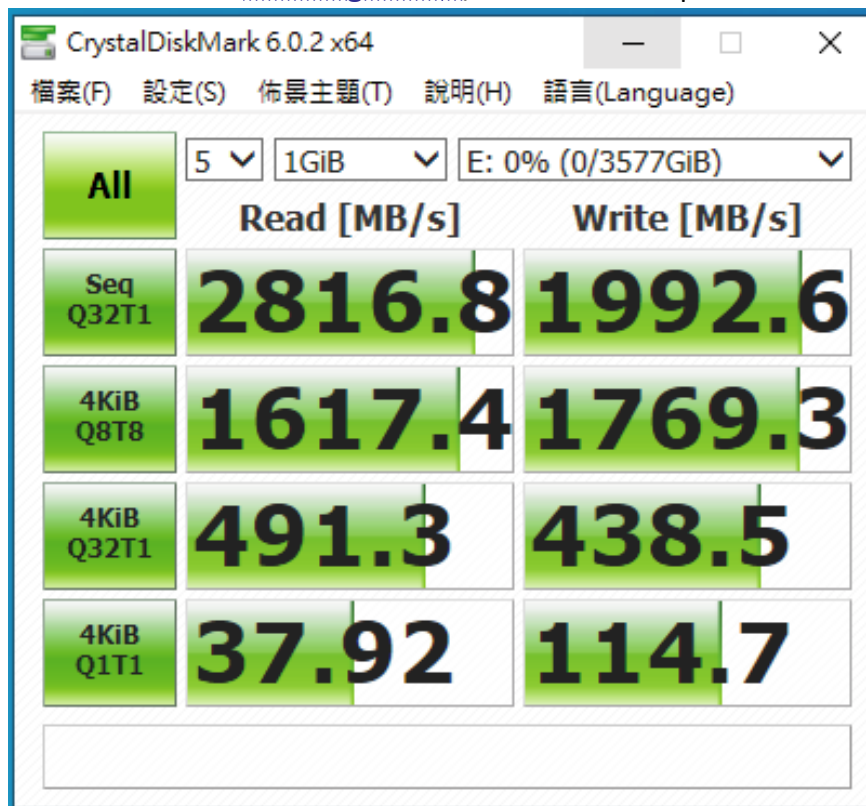 CrystalDiskMark 6.0.2 x64
檔案(F) 設定(S) 佈景主題(T) 說明(H) 語言(Language)
All 5 1GiB E: 0% (0/3577GiB)
Read [MB/s] Write [MB/s]
Seq
Q32T1 2816.8 1992.6
4KiB
Q8T8 1617.4 1769.3
4KiB
Q32T1 491.3 438.5
4KiB
Q1T1 37.92 114.7